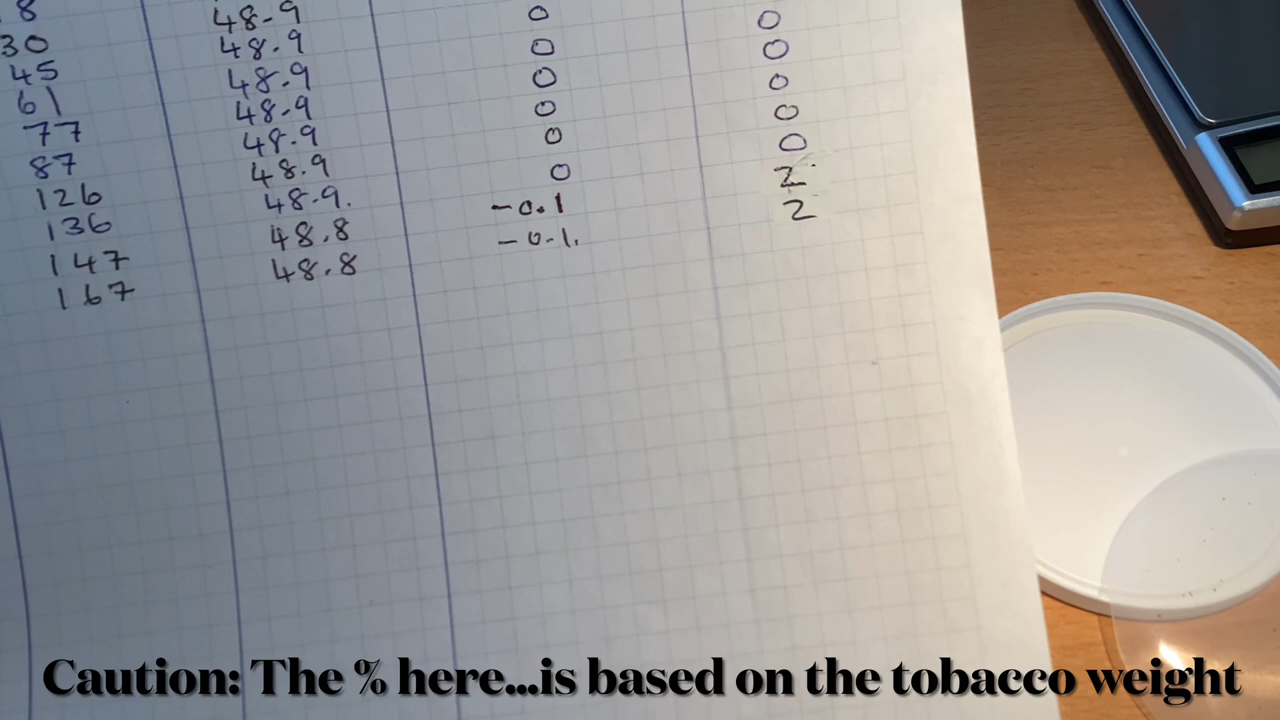 8
30 48-9
45 48.9 0
61 48.9 0 0
77 48.9 0 0
87 48.9 0 0
126 48.9 0 0
136 48.9. 0 0
147 48.8 -0.1 2
167 48.8 -0.1. 2
Caution: The % here...is based on the tobacco weight